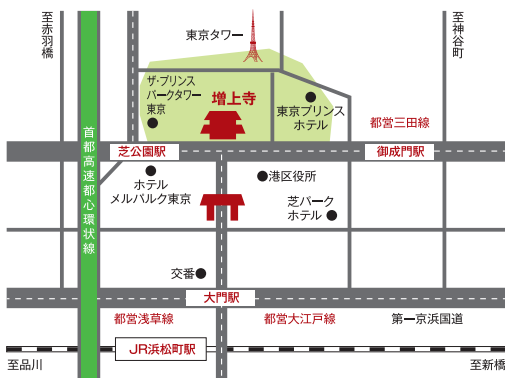 至赤羽橋
至神谷町
東京タワー
ザ・プリンス
パークタワー
東京
増上寺
東京プリンス
ホテル
都営三田線
首都高速都心環状線
芝公園駅
御成門駅
ホテル
メルパルク東京
港区役所
芝パーク
ホテル
交番
大門駅
都営浅草線
都営大江戸線
第一京浜国道
JR浜松町駅
至品川
至新橋